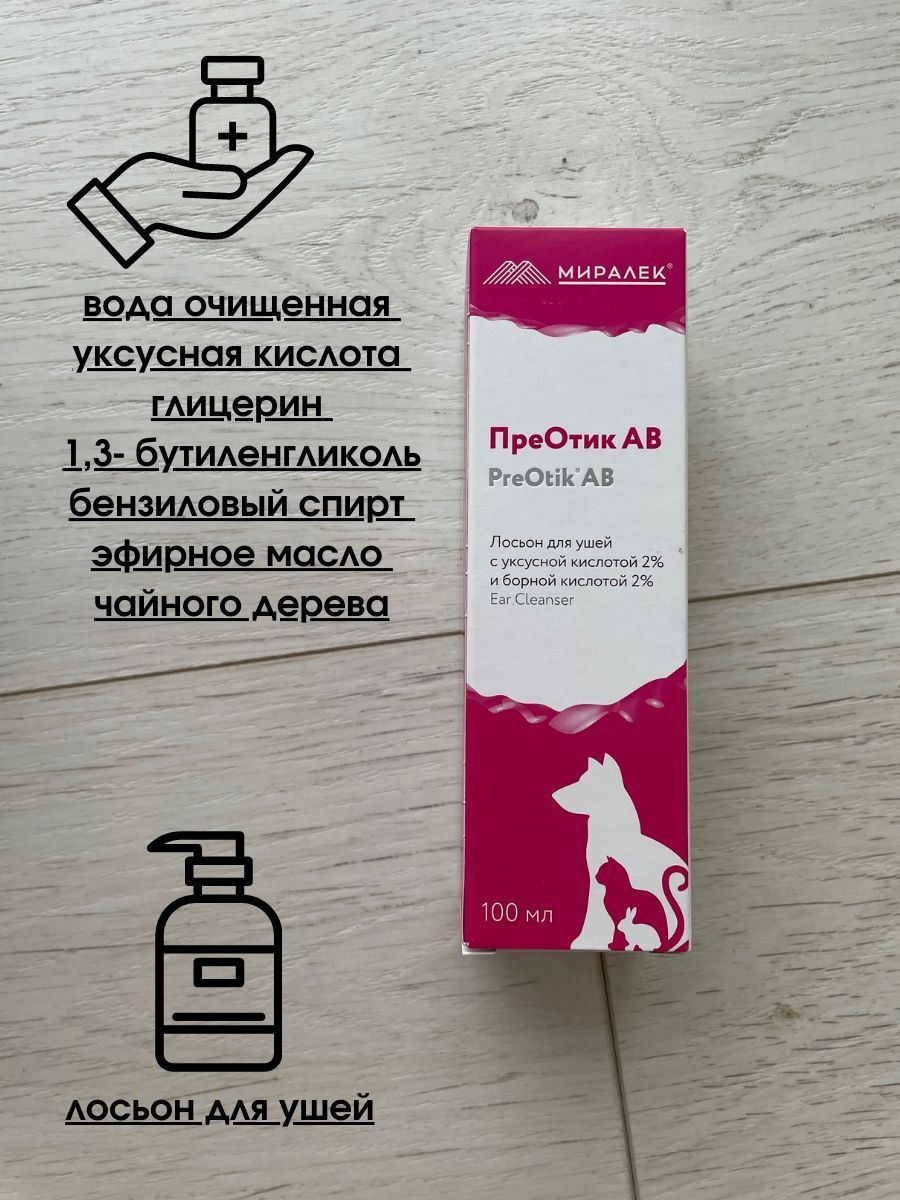 вода очищенная
уксусная кислота
глицерин
1,3- бутиленгликоль
бензиловый спирт
эфирное масло
чайного дерева
МИРАЛЕК®
ПреОтик АВ
PreOtik® AB
Лосьон для ушей
с уксусной кислотой 2%
и борной кислотой 2%
Ear Cleanser
100 мл
лосьон для ушей